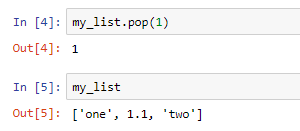 In [4]: my_list.pop(1)
Out[4]: 1
In [5]: my_list
Out[5]: ['one', 1.1, 'two']